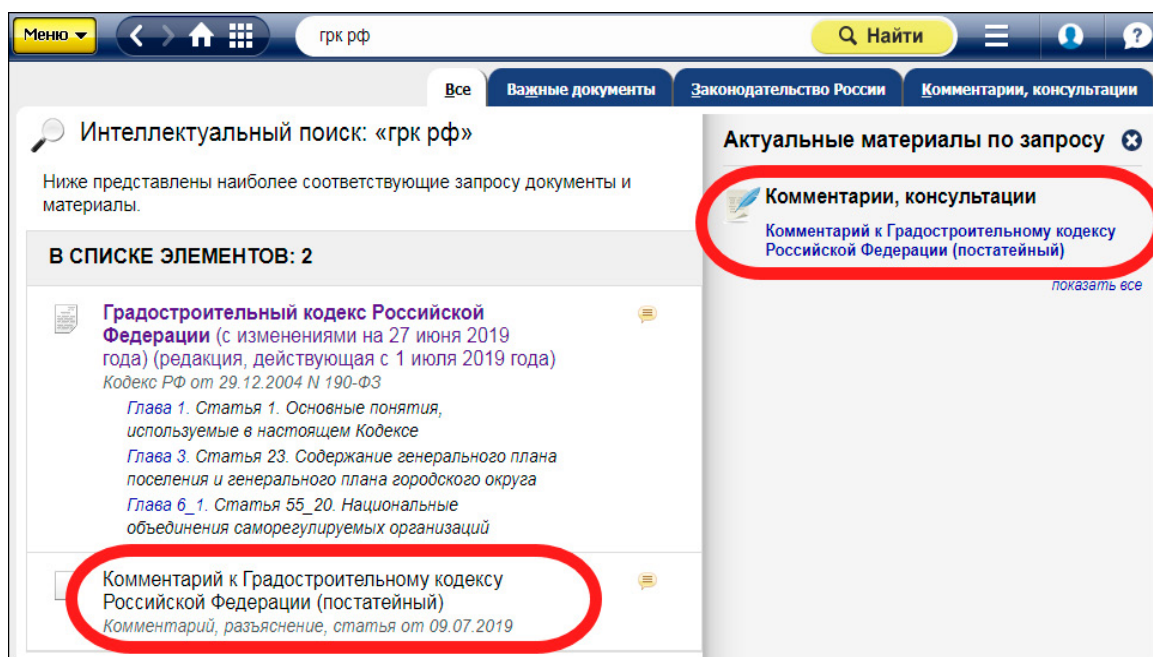 Меню
грк рф
Найти
?
Все
Важные документы
Законодательство России
Комментарии, консультации
Интеллектуальный поиск: «грк рф»
Ниже представлены наиболее соответствующие запросу документы и
материалы.
В СПИСКЕ ЭЛЕМЕНТОВ: 2
Градостроительный кодекс Российской
Федерации (с изменениями на 27 июня 2019
года) (редакция, действующая с 1 июля 2019 года)
Кодекс РФ от 29.12.2004 N 190-ФЗ
Глава 1. Статья 1. Основные понятия,
используемые в настоящем Кодексе
Глава 3. Статья 23. Содержание генерального плана
поселения и генерального плана городского округа
Глава 6_1. Статья 55_20. Национальные
объединения саморегулируемых организаций
Комментарий к Градостроительному кодексу
Российской Федерации (постатейный)
Комментарий, разъяснение, статья от 09.07.2019
Актуальные материалы по запросу
Комментарии, консультации
Комментарий к Градостроительному кодексу
Российской Федерации (постатейный)
показать все